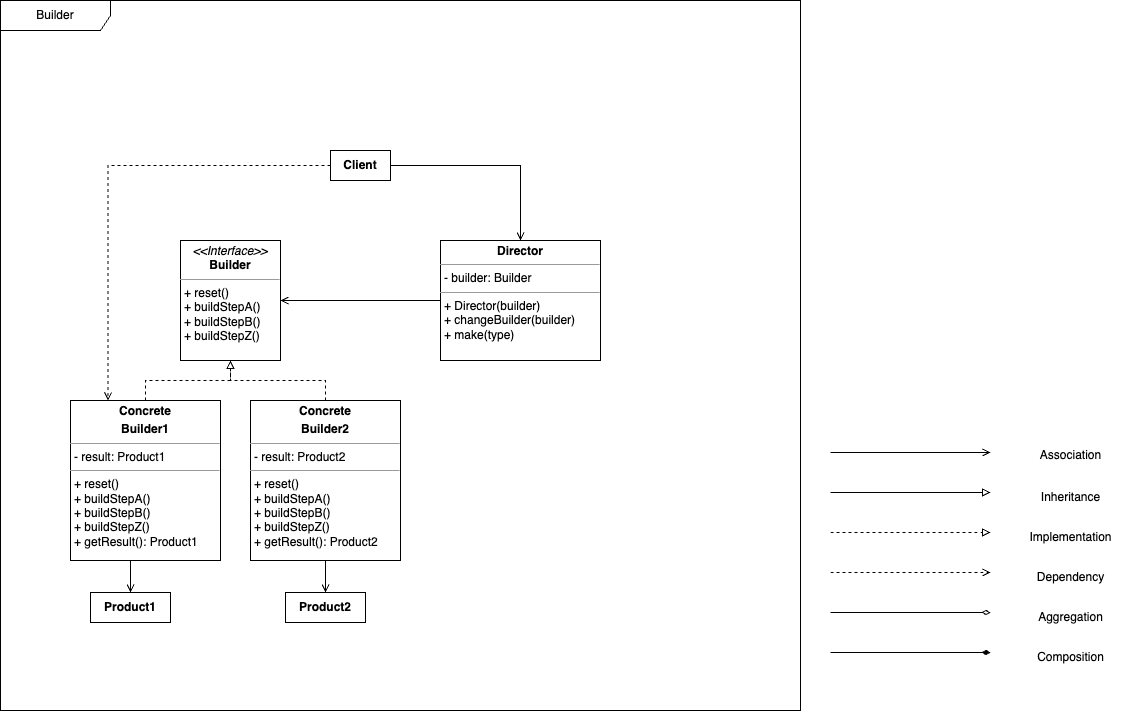 Builder
Client
<<Interface>>
Builder
+ reset()
+ buildStepA()
+ buildStepB()
+ buildStepZ()
Director
- builder: Builder
+ Director(builder)
+ changeBuilder(builder)
+ make(type)
Concrete
Builder1
- result: Product1
+ reset()
+ buildStepA()
+ buildStepB()
+ buildStepZ()
+ getResult(): Product1
Concrete
Builder2
- result: Product2
+ reset()
+ buildStepA()
+ buildStepB()
+ buildStepZ()
+ getResult(): Product2
Product1
Product2
Association
Inheritance
Implementation
Dependency
Aggregation
Composition